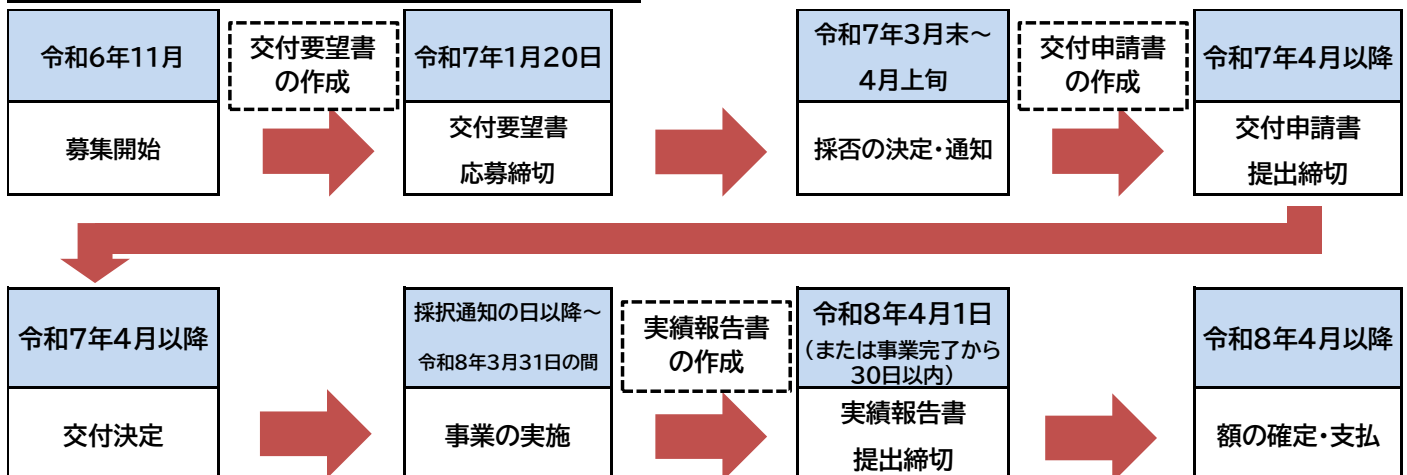 令和6年11月
募集開始
交付要望書
の作成
令和7年1月20日
交付要望書
応募締切
令和7年3月末～
4月上旬
採否の決定・通知
交付申請書
の作成
令和7年4月以降
交付申請書
提出締切
令和7年4月以降
交付決定
採択通知の日以降～
令和8年3月31日の間
事業の実施
実績報告書
の作成
令和8年4月1日
（または事業完了から
30日以内）
実績報告書
提出締切
令和8年4月以降
額の確定・支払